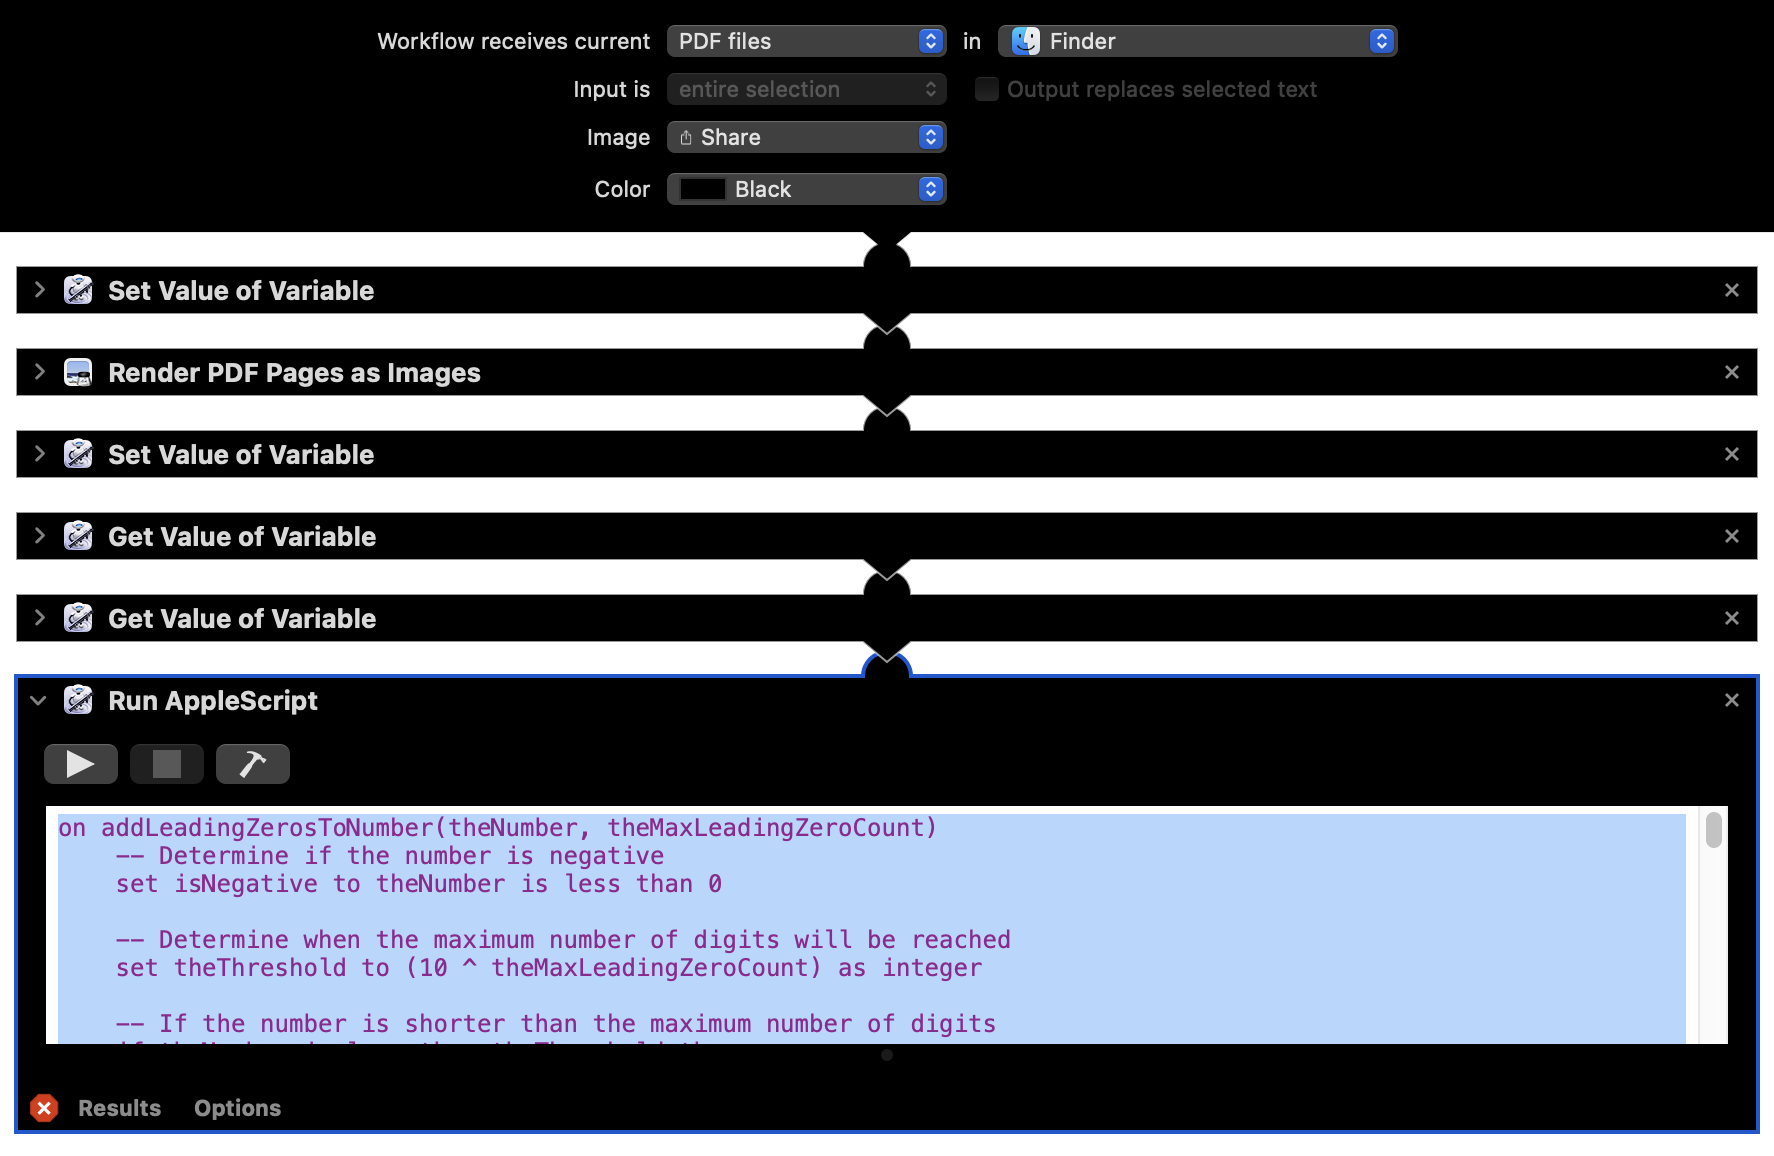 Workflow receives current PDF files in Finder
Input is entire selection Output replaces selected text
Image Share
Color Black
Set Value of Variable
Render PDF Pages as Images
Set Value of Variable
Get Value of Variable
Get Value of Variable
Run AppleScript
on addLeadingZerosToNumber(theNumber, theMaxLeadingZeroCount)
-- Determine if the number is negative
set isNegative to theNumber is less than 0
-- Determine when the maximum number of digits will be reached
set theThreshold to (10 ^ theMaxLeadingZeroCount) as integer
-- If the number is shorter than the maximum number of digits
Results Options